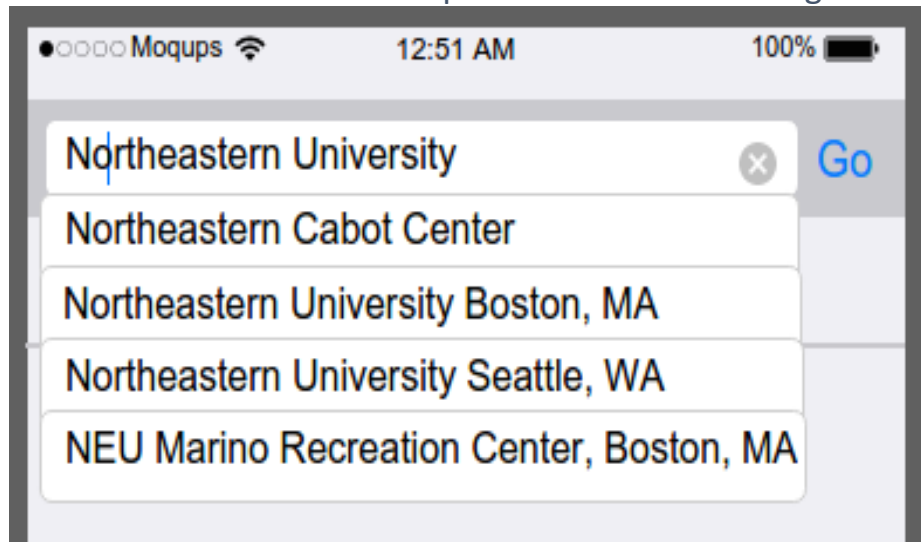 Moqups 12:51 AM 100%
Northeastern University Go
Northeastern Cabot Center
Northeastern University Boston, MA
Northeastern University Seattle, WA
NEU Marino Recreation Center, Boston, MA